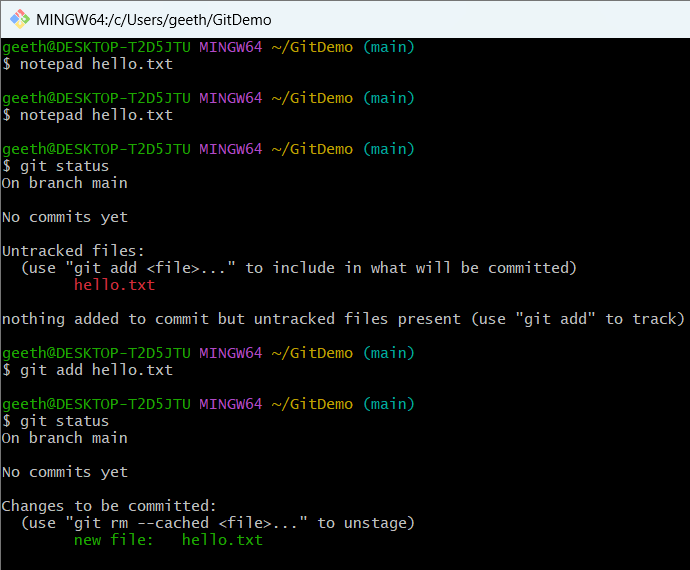 MINGW64:/c/Users/geeth/GitDemo
geeth@DESKTOP-T2D5JTU MINGW64 ~/GitDemo (main)
$ notepad hello.txt
geeth@DESKTOP-T2D5JTU MINGW64 ~/GitDemo (main)
$ notepad hello.txt
geeth@DESKTOP-T2D5JTU MINGW64 ~/GitDemo (main)
$ git status
On branch main
No commits yet
Untracked files:
  (use "git add <file>..." to include in what will be committed)
        hello.txt
nothing added to commit but untracked files present (use "git add" to track)
geeth@DESKTOP-T2D5JTU MINGW64 ~/GitDemo (main)
$ git add hello.txt
geeth@DESKTOP-T2D5JTU MINGW64 ~/GitDemo (main)
$ git status
On branch main
No commits yet
Changes to be committed:
  (use "git rm --cached <file>..." to unstage)
        new file:   hello.txt